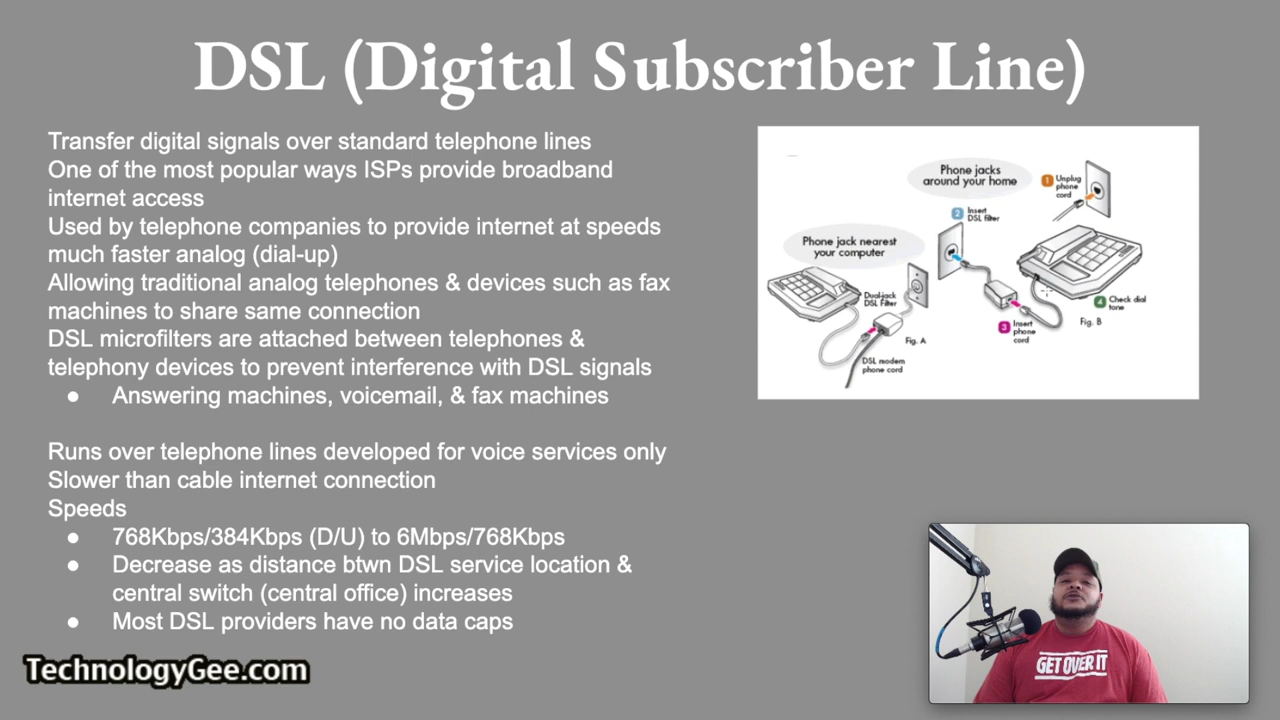 DSL (Digital Subscriber Line)
Transfer digital signals over standard telephone lines
One of the most popular ways ISPs provide broadband
internet access
Used by telephone companies to provide internet at speeds
much faster analog (dial-up)
Allowing traditional analog telephones & devices such as fax
machines to share same connection
DSL microfilters are attached between telephones &
telephony devices to prevent interference with DSL signals
● Answering machines, voicemail, & fax machines
Runs over telephone lines developed for voice services only
Slower than cable internet connection
Speeds
● 768Kbps/384Kbps (D/U) to 6Mbps/768Kbps
● Decrease as distance btwn DSL service location &
central switch (central office) increases
● Most DSL providers have no data caps
Phone jacks
around your home
1 Unplug
phone
cord
2 Insert
DSL filter
Phone jack nearest
your computer
Dual-jack
DSL Filter
4 Check dial
tone
3 Insert
phone
cord
Fig. B
Fig. A
DSL modem
phone cord
GET OVER IT
TechnologyGee.com